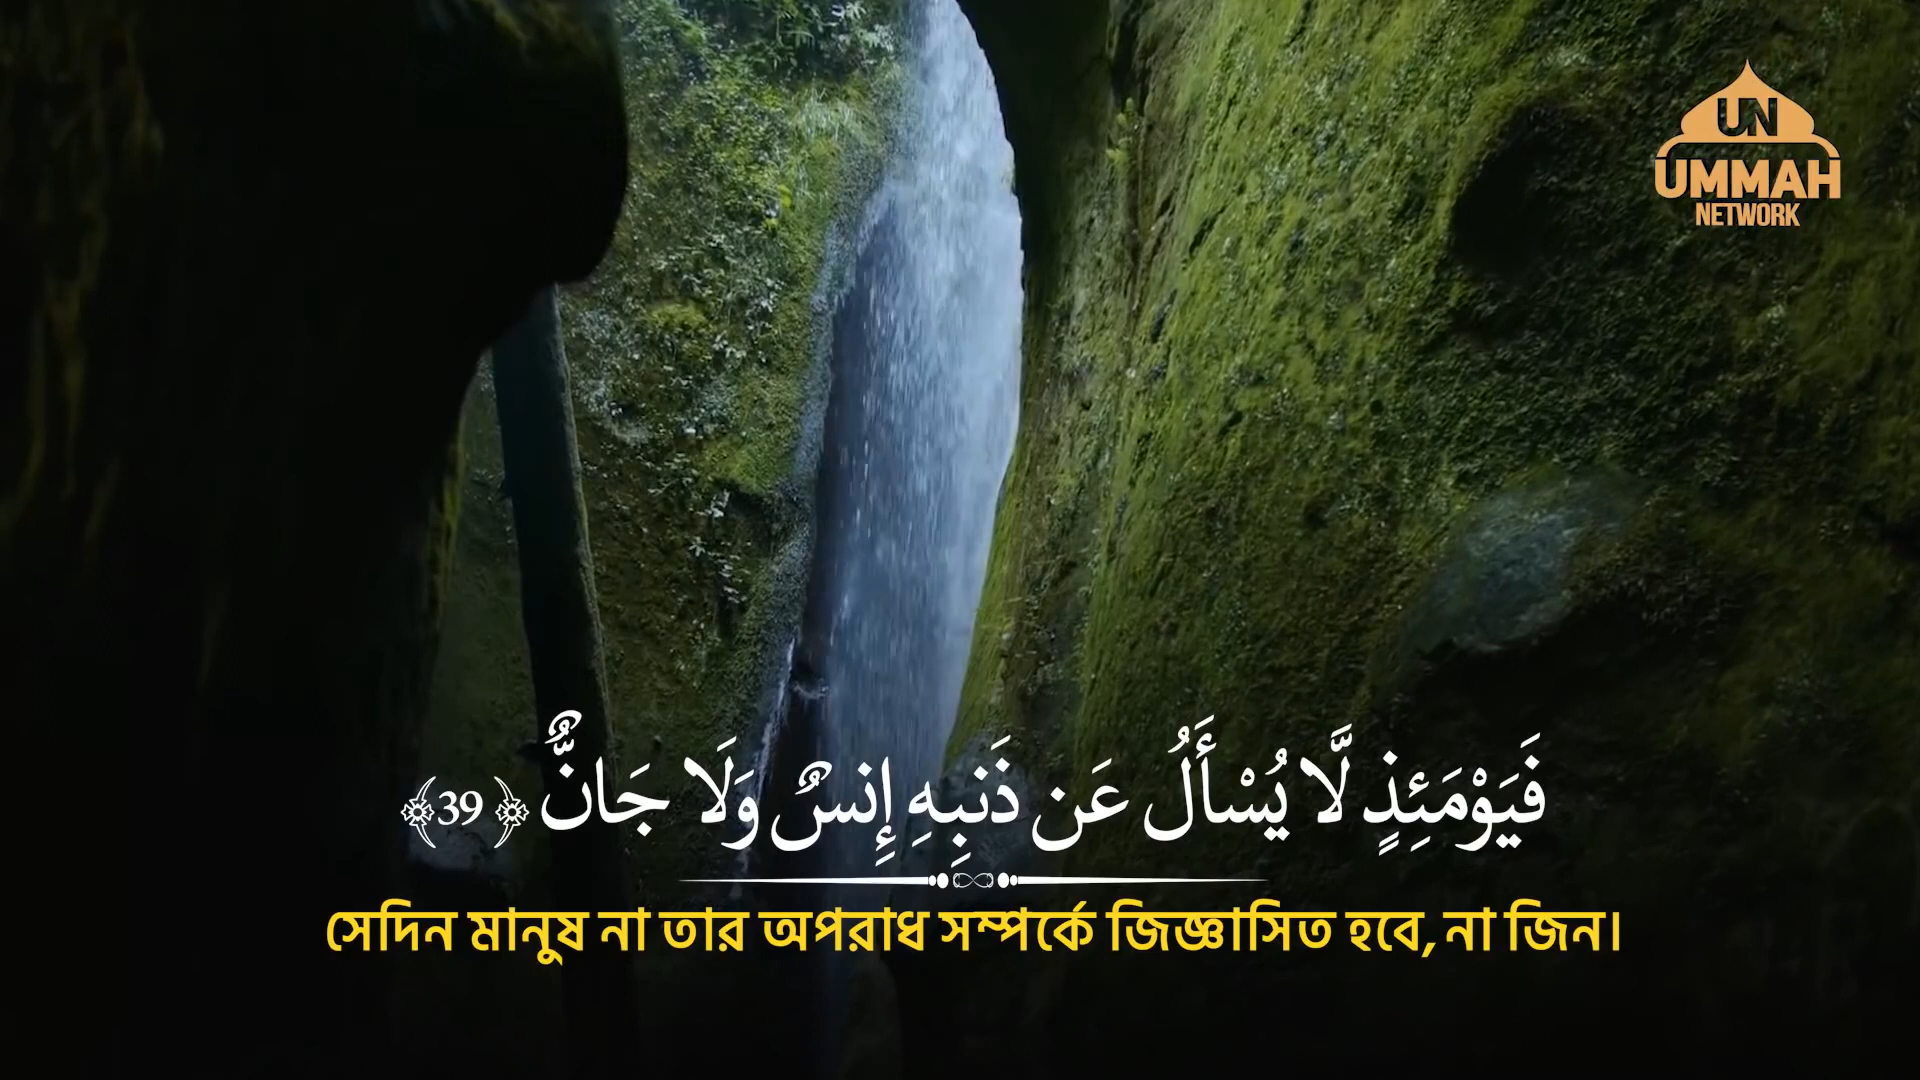 UN
UMMAH
NETWORK
فَيَوْمَئِذٍ لَّا يُسْأَلُ عَن ذَنبِهِ إِنسٌ وَلَا جَانٌّ ﴿39﴾
সেদিন মানুষ না তার অপরাধ সম্পর্কে জিজ্ঞাসিত হবে, না জিন।